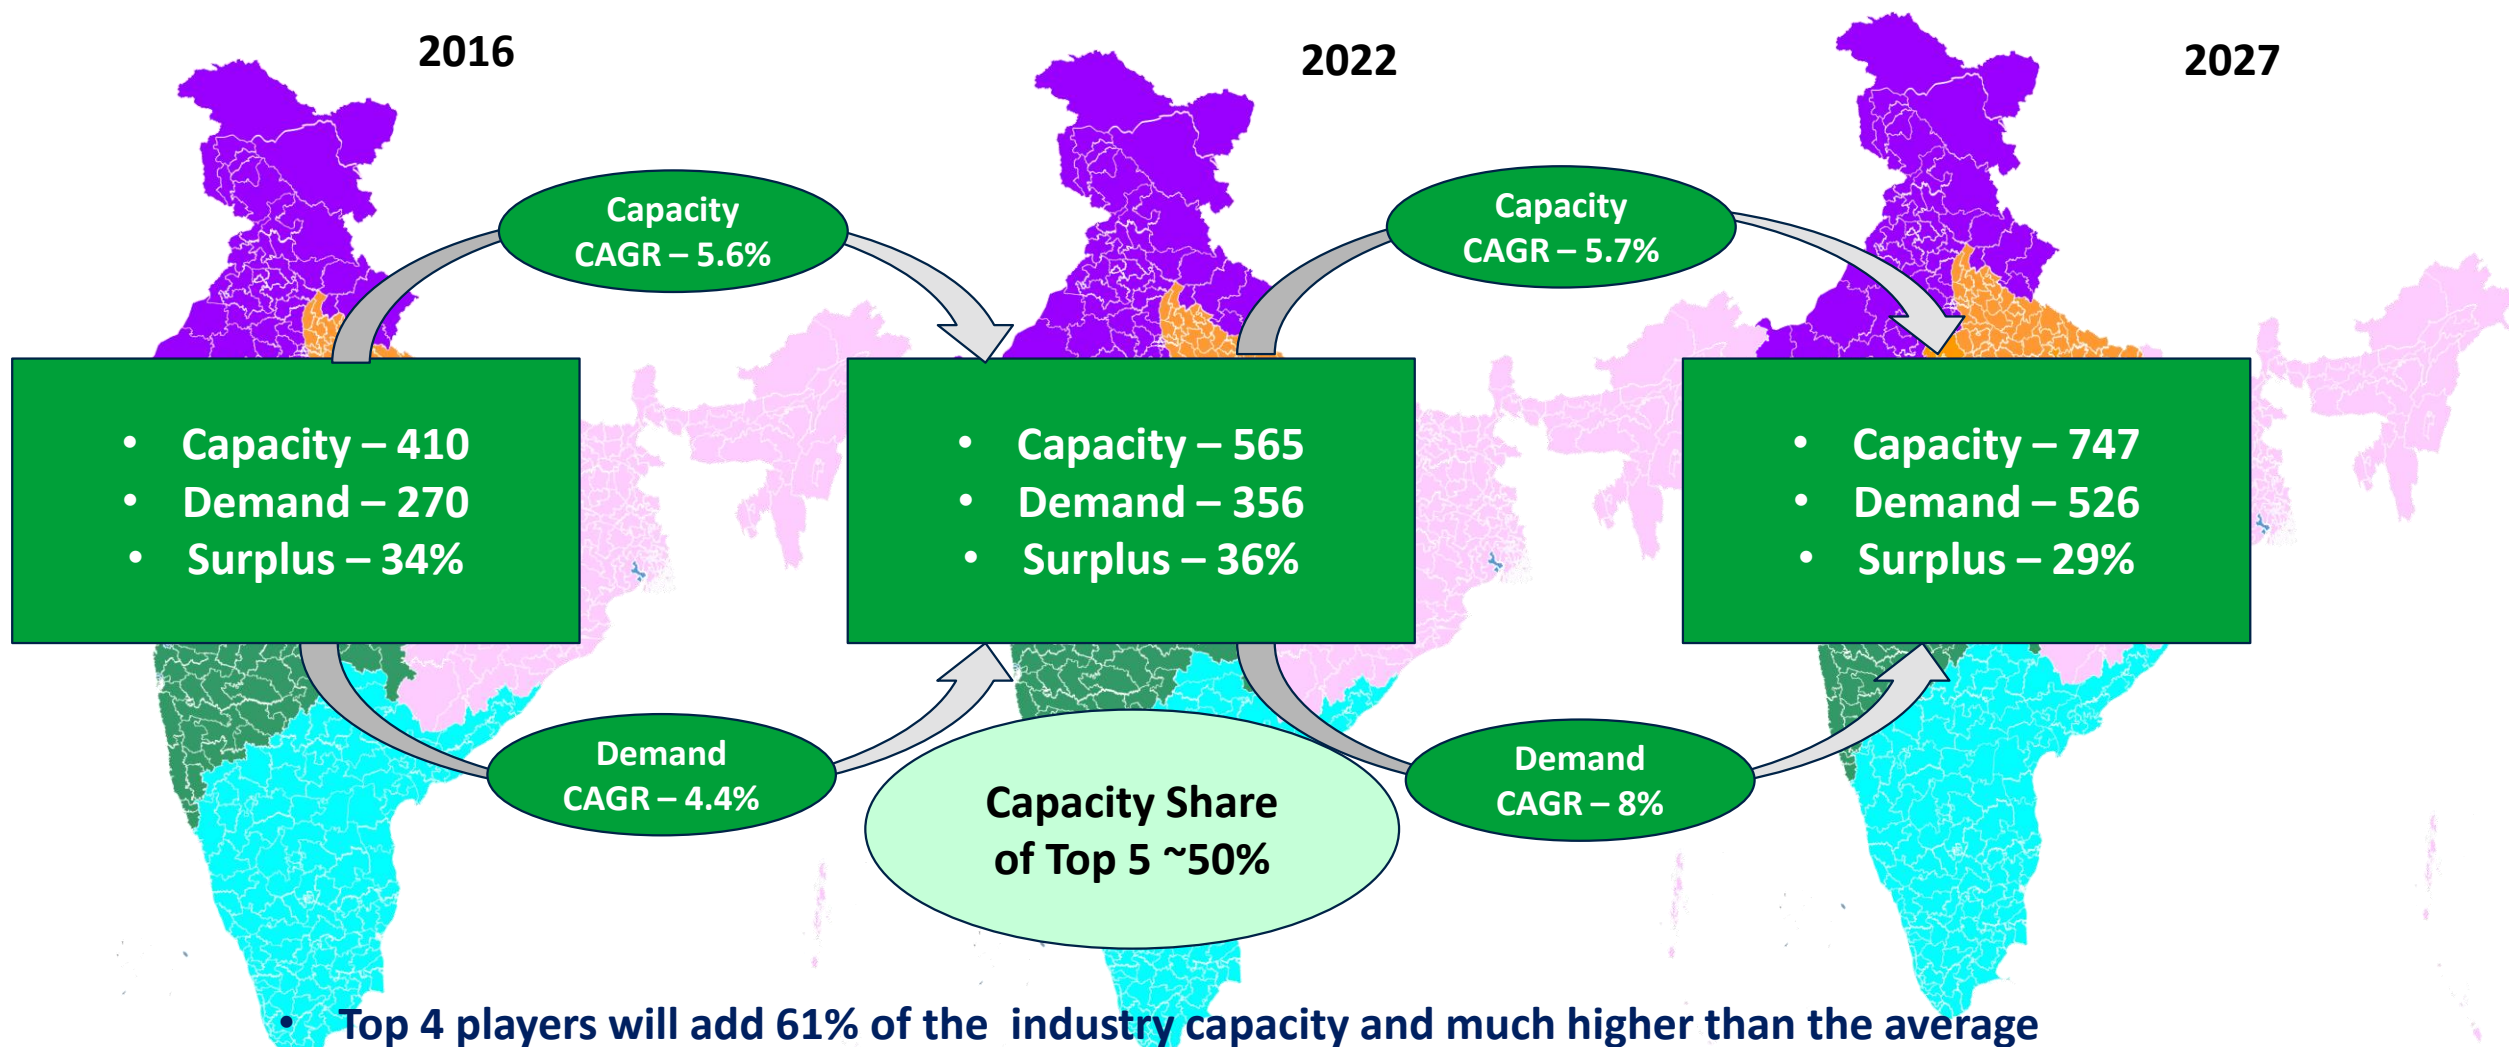 2016
2022
2027
Capacity
CAGR – 5.6%
Capacity
CAGR – 5.7%
• Capacity – 410
• Demand – 270
• Surplus – 34%
• Capacity – 565
• Demand – 356
• Surplus – 36%
• Capacity – 747
• Demand – 526
• Surplus – 29%
Demand
CAGR – 4.4%
Capacity Share
of Top 5 ~50%
Demand
CAGR – 8%
• Top 4 players will add 61% of the industry capacity and much higher than the average